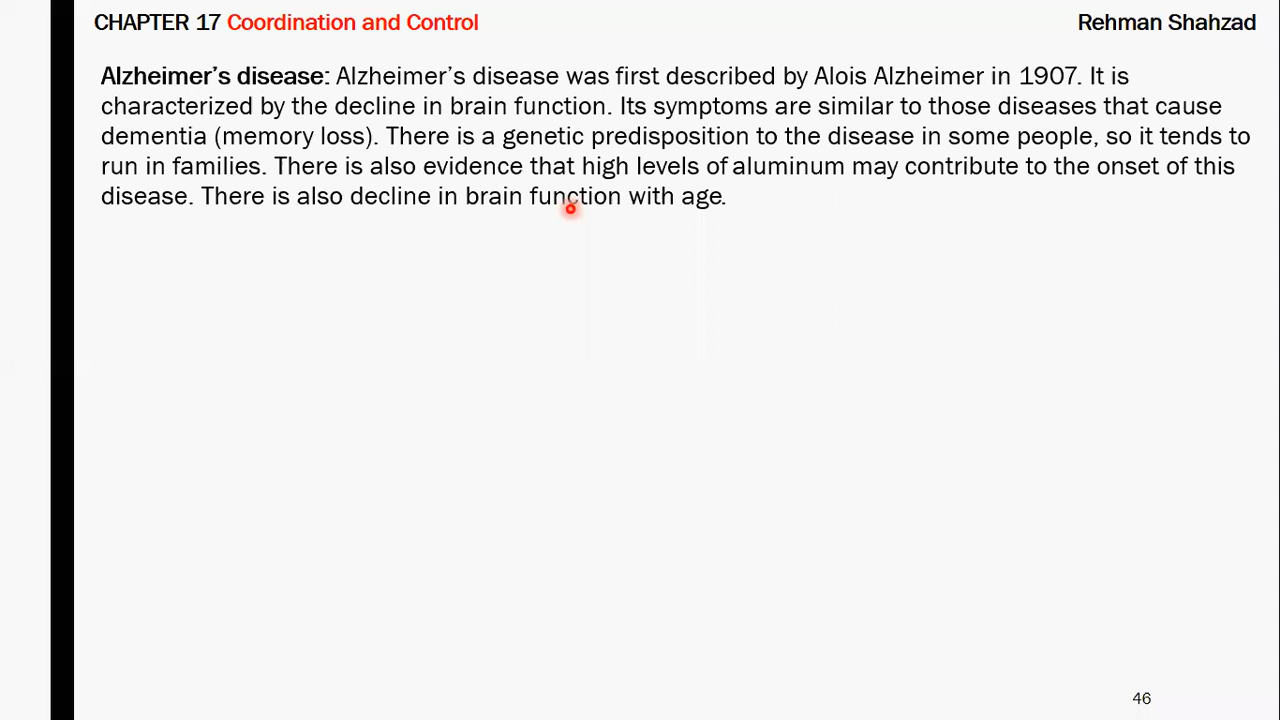 CHAPTER 17 Coordination and Control
Rehman Shahzad
Alzheimer’s disease: Alzheimer’s disease was first described by Alois Alzheimer in 1907. It is
characterized by the decline in brain function. Its symptoms are similar to those diseases that cause
dementia (memory loss). There is a genetic predisposition to the disease in some people, so it tends to
run in families. There is also evidence that high levels of aluminum may contribute to the onset of this
disease. There is also decline in brain function with age.
46